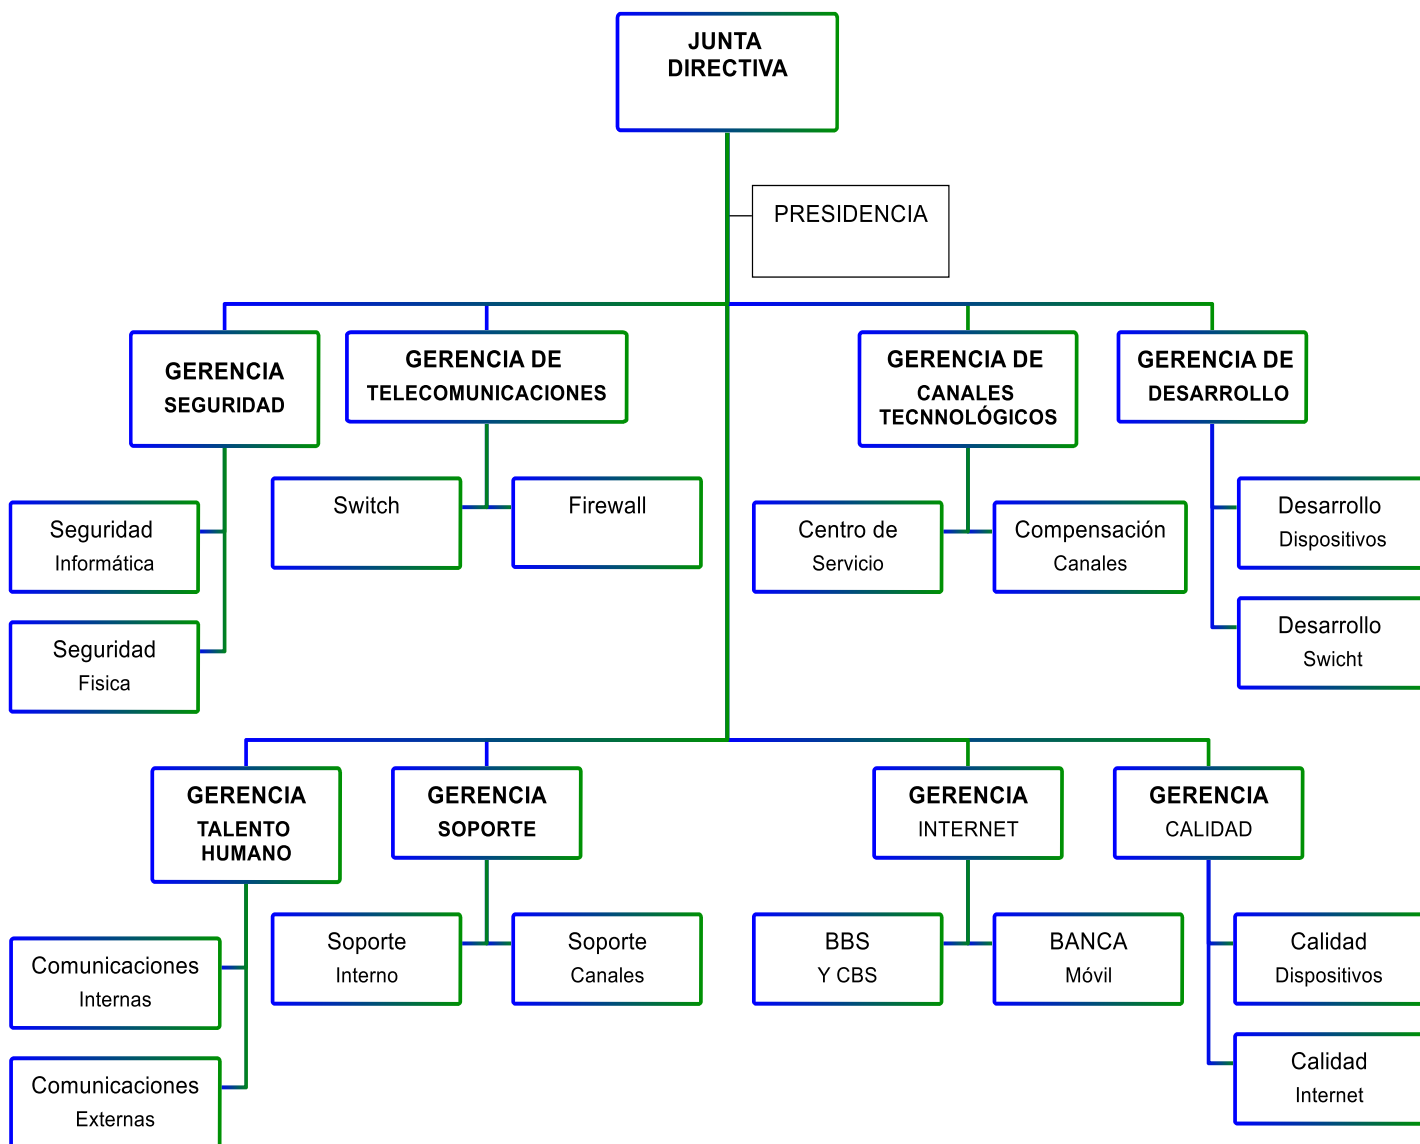 JUNTA
DIRECTIVA
PRESIDENCIA
GERENCIA
SEGURIDAD
GERENCIA DE
TELECOMUNICACIONES
GERENCIA DE
CANALES
TECNNOLÓGICOS
GERENCIA DE
DESARROLLO
Seguridad
Informática
Seguridad
Fisica
Switch
Firewall
Centro de
Servicio
Compensación
Canales
Desarrollo
Dispositivos
Desarrollo
Swicht
GERENCIA
TALENTO
HUMANO
GERENCIA
SOPORTE
GERENCIA
INTERNET
GERENCIA
CALIDAD
Comunicaciones
Internas
Comunicaciones
Externas
Soporte
Interno
Soporte
Canales
BBS
Y CBS
BANCA
Móvil
Calidad
Dispositivos
Calidad
Internet